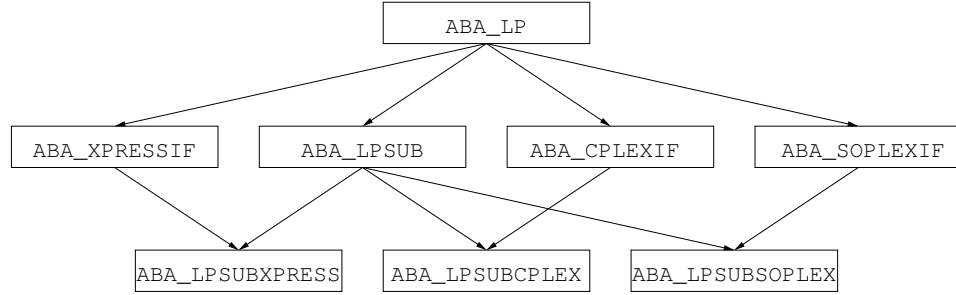 ABA_LP
ABA_XPRESSIF
ABA_LPSUB
ABA_CPLEXIF
ABA_SOPLEXIF
ABA_LPSUBXPRESS
ABA_LPSUBCPLEX
ABA_LPSUBSOPLEX